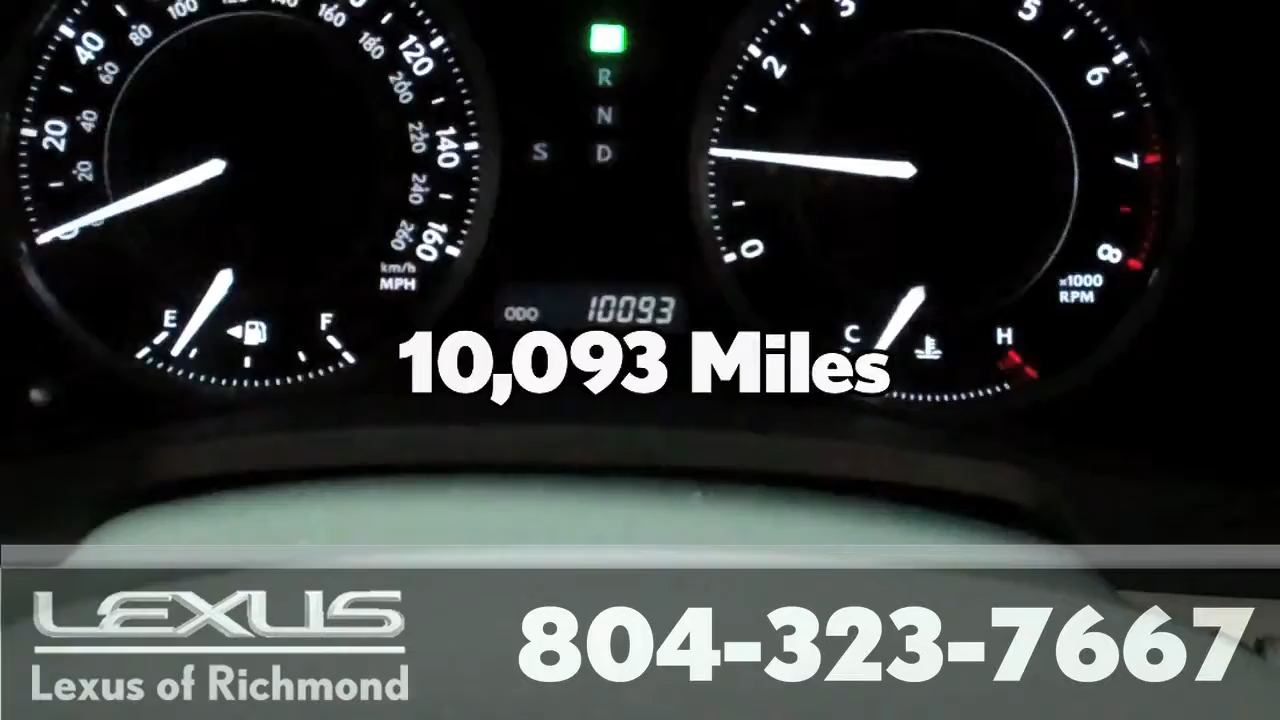 100 120 140 160
80 180
40 60 120 200
20 40 220 140
20 240
260 160
km/h
MPH
R
N
S D
3 5
2 6
7
0 8
x1000
RPM
E F
ODO 10093
C H
10,093 Miles
LEXUS
Lexus of Richmond
804-323-7667